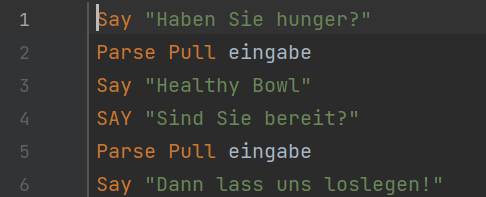 1 Say "Haben Sie hunger?"
2 Parse Pull eingabe
3 Say "Healthy Bowl"
4 SAY "Sind Sie bereit?"
5 Parse Pull eingabe
6 Say "Dann lass uns loslegen!"